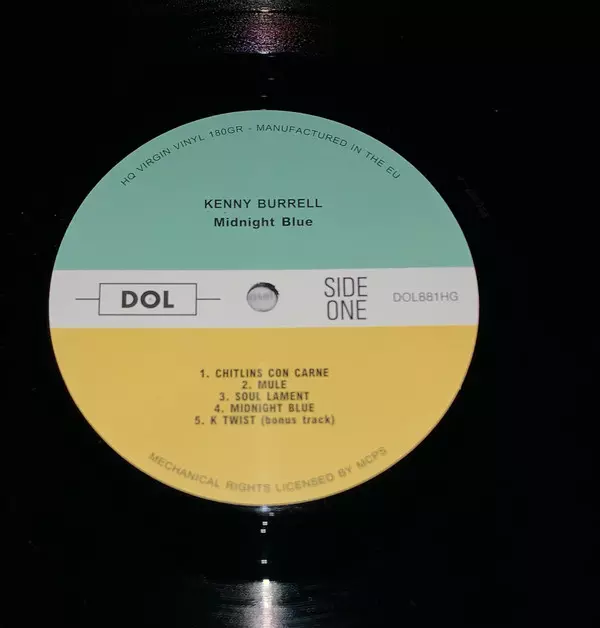 HQ VIRGIN VINYL 180GR - MANUFACTURED IN THE EU
KENNY BURRELL
Midnight Blue
DOL
SIDE
ONE
DOL881HG
1. CHITLINS CON CARNE
2. MULE
3. SOUL LAMENT
4. MIDNIGHT BLUE
5. K TWIST (bonus track)
MECHANICAL RIGHTS LICENSED BY MCPS